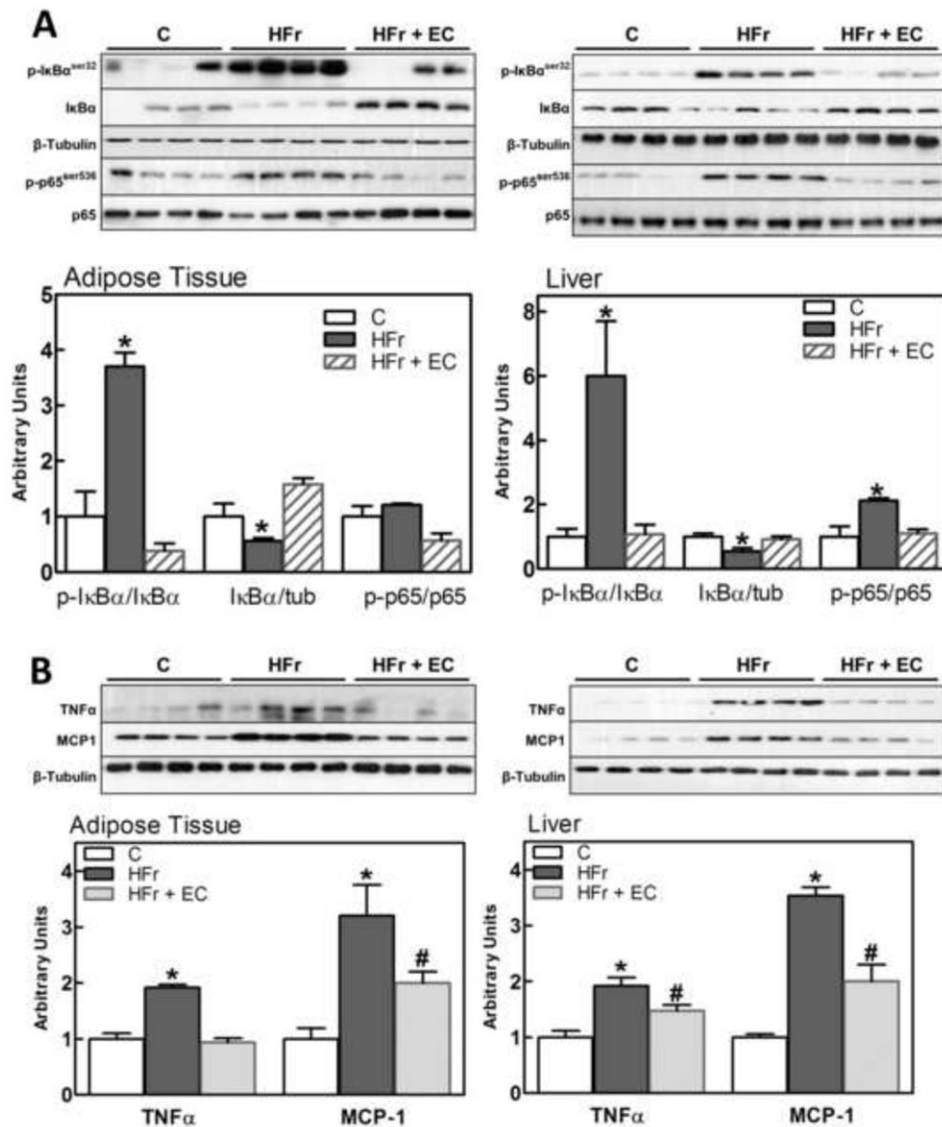 A
C HFr HFr + EC
p-IκBα^ser32
IκBα
β-Tubulin
p-p65^ser536
p65
C HFr HFr + EC
p-IκBα^ser32
IκBα
β-Tubulin
p-p65^ser536
p65
Adipose Tissue
5
4
3
2
1
0
Arbitrary Units
C
HFr
HFr + EC
*
*
p-IκBα/IκBα IκBα/tub p-p65/p65
Liver
8
6
4
2
0
Arbitrary Units
C
HFr
HFr + EC
*
*
*
p-IκBα/IκBα IκBα/tub p-p65/p65
B
C HFr HFr + EC
TNFα
MCP1
β-Tubulin
C HFr HFr + EC
TNFα
MCP1
β-Tubulin
Adipose Tissue
4
3
2
1
0
Arbitrary Units
C
HFr
HFr + EC
*
*
#
TNFα MCP-1
Liver
4
3
2
1
0
Arbitrary Units
C
HFr
HFr + EC
*
#
*
#
TNFα MCP-1